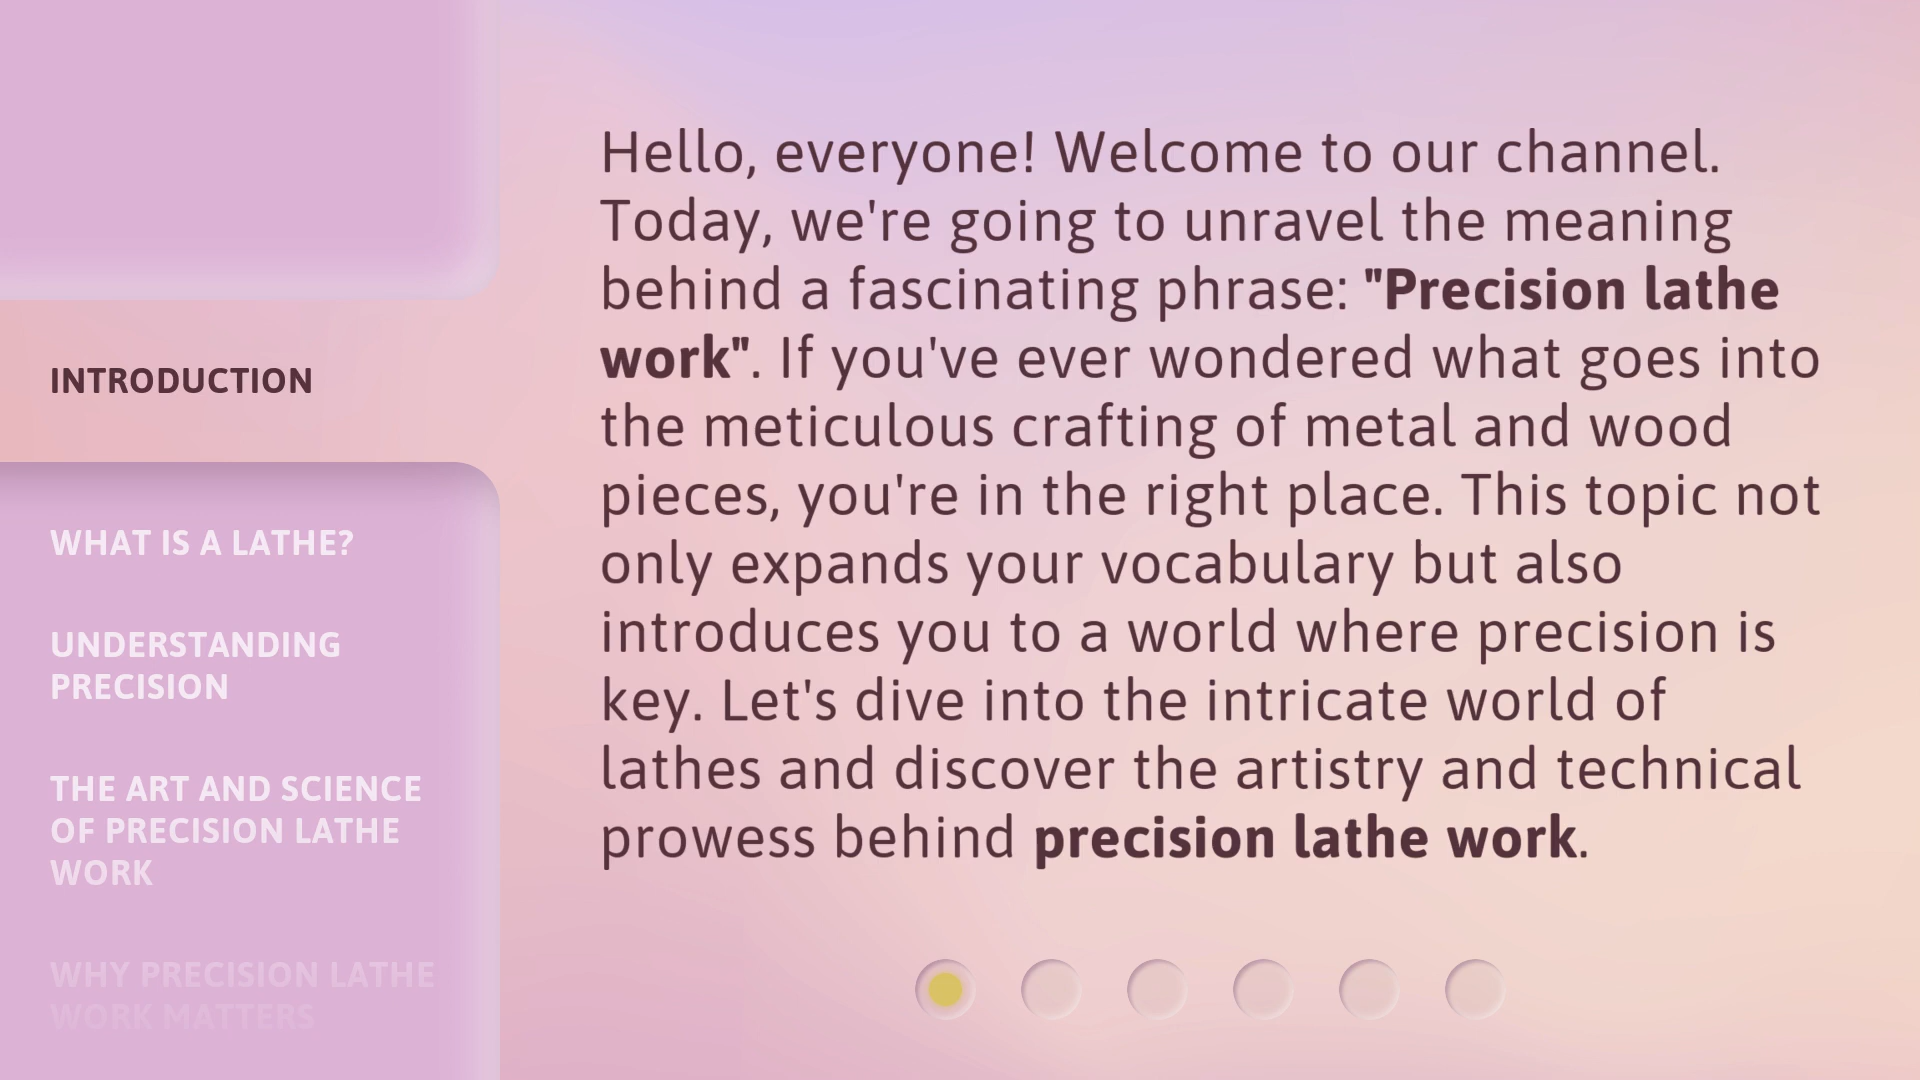 INTRODUCTION
WHAT IS A LATHE?
UNDERSTANDING
PRECISION
THE ART AND SCIENCE
OF PRECISION LATHE
WORK
WHY PRECISION LATHE
WORK MATTERS
Hello, everyone! Welcome to our channel.
Today, we're going to unravel the meaning
behind a fascinating phrase: "Precision lathe
work". If you've ever wondered what goes into
the meticulous crafting of metal and wood
pieces, you're in the right place. This topic not
only expands your vocabulary but also
introduces you to a world where precision is
key. Let's dive into the intricate world of
lathes and discover the artistry and technical
prowess behind precision lathe work.